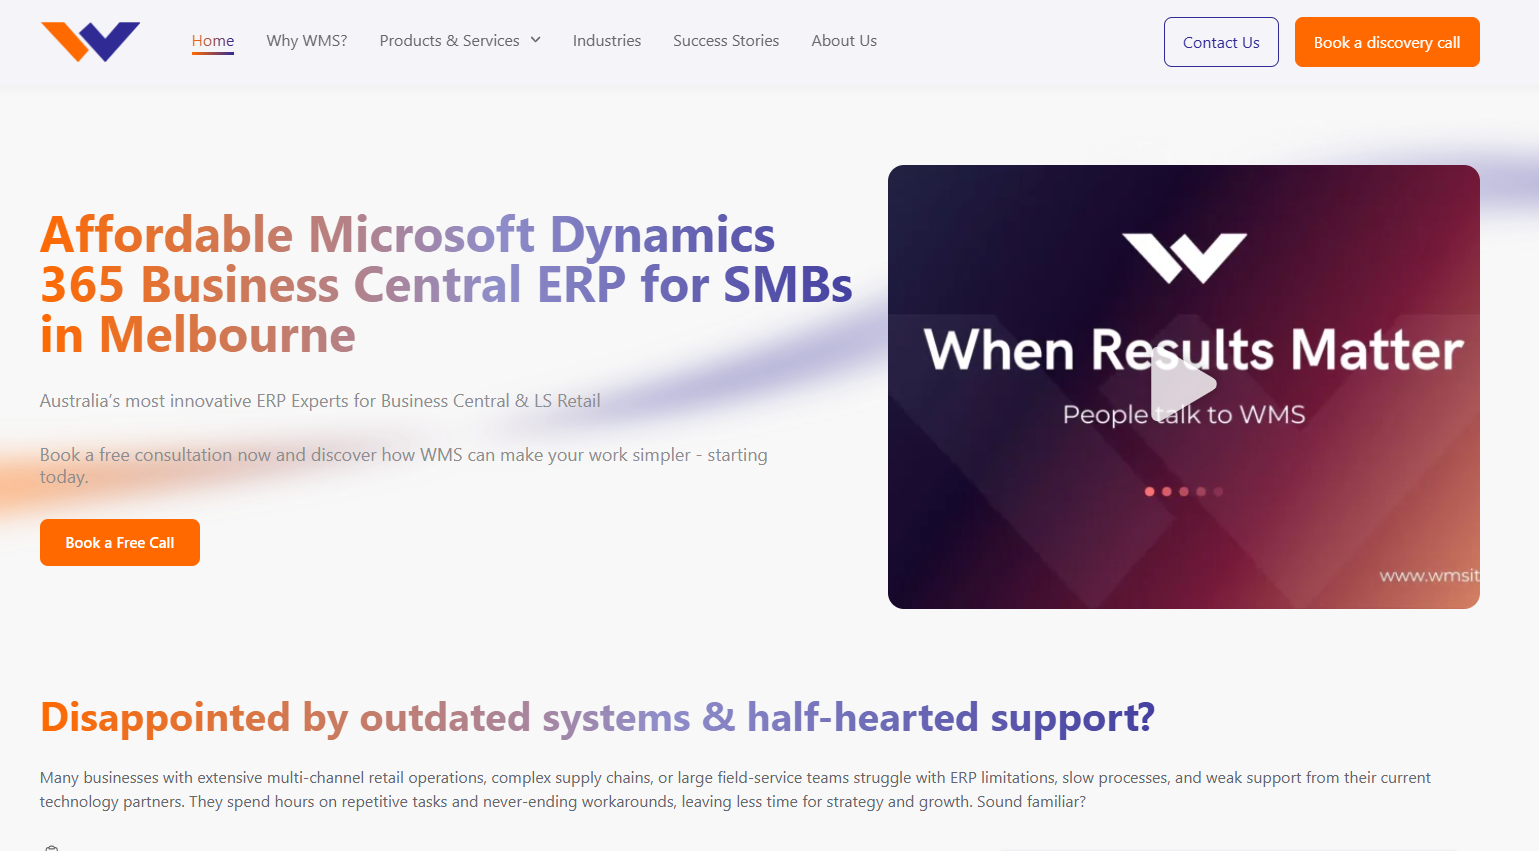 Home
Why WMS?
Products & Services
Industries
Success Stories
About Us
Contact Us
Book a discovery call
Affordable Microsoft Dynamics
365 Business Central ERP for SMBs
in Melbourne
Australia’s most innovative ERP Experts for Business Central & LS Retail
Book a free consultation now and discover how WMS can make your work simpler - starting
today.
Book a Free Call
When Results Matter
People talk to WMS
www.wmsit
Disappointed by outdated systems & half-hearted support?
Many businesses with extensive multi-channel retail operations, complex supply chains, or large field-service teams struggle with ERP limitations, slow processes, and weak support from their current
technology partners. They spend hours on repetitive tasks and never-ending workarounds, leaving less time for strategy and growth. Sound familiar?